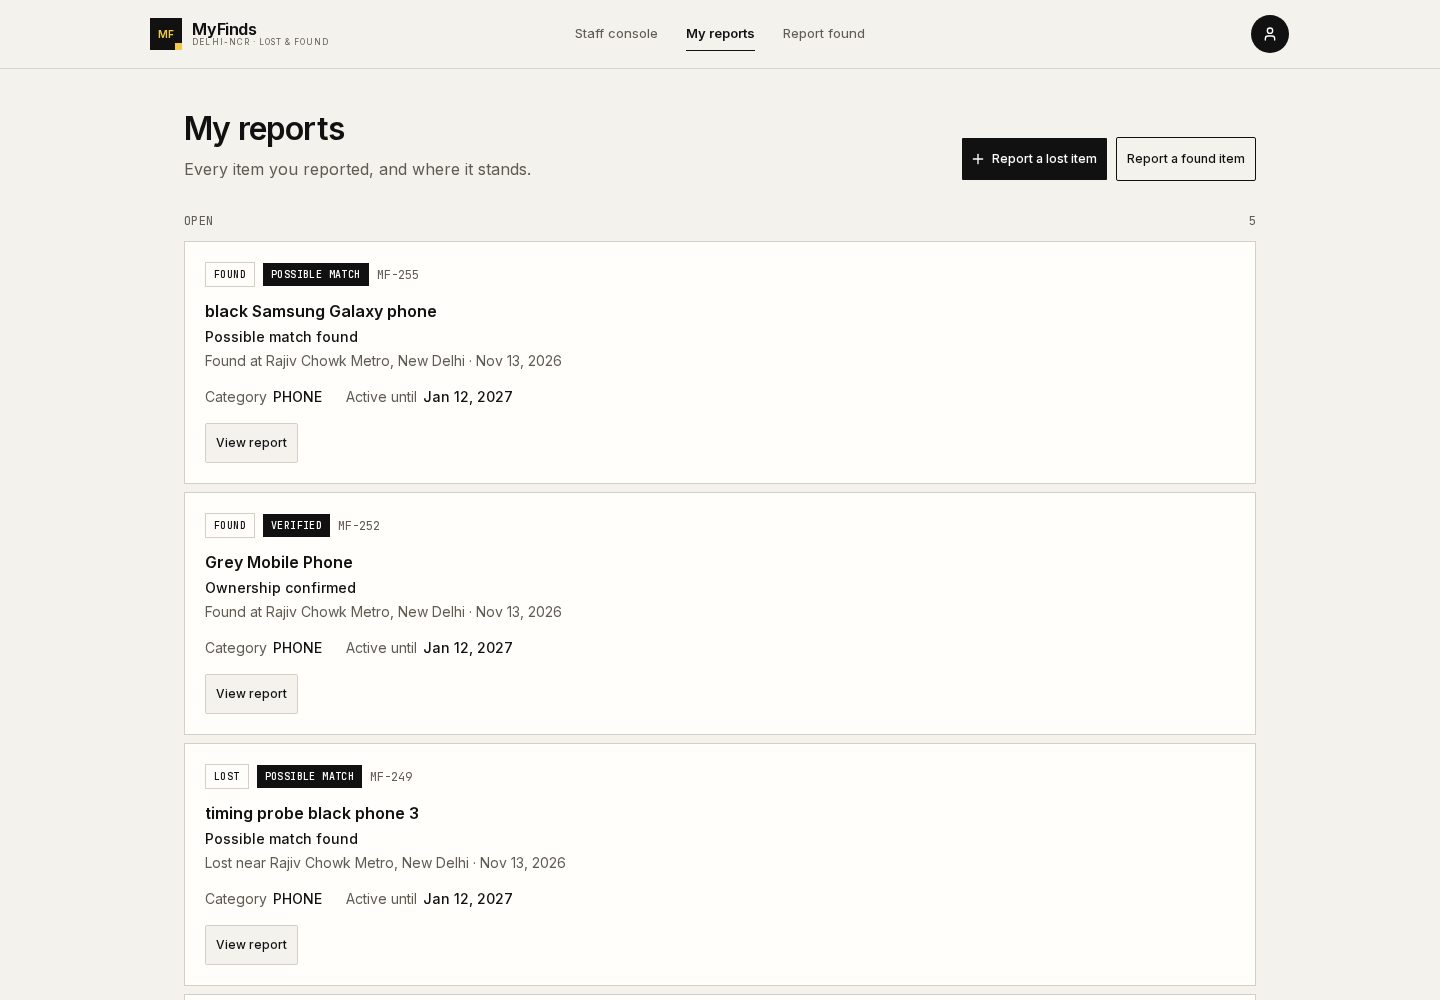 MF
MyFinds
DELHI-NCR · LOST & FOUND
Staff console
My reports
Report found
My reports
Every item you reported, and where it stands.
Report a lost item
Report a found item
OPEN
5
FOUND POSSIBLE MATCH MF-255
black Samsung Galaxy phone
Possible match found
Found at Rajiv Chowk Metro, New Delhi · Nov 13, 2026
Category PHONE Active until Jan 12, 2027
View report
FOUND VERIFIED MF-252
Grey Mobile Phone
Ownership confirmed
Found at Rajiv Chowk Metro, New Delhi · Nov 13, 2026
Category PHONE Active until Jan 12, 2027
View report
LOST POSSIBLE MATCH MF-249
timing probe black phone 3
Possible match found
Lost near Rajiv Chowk Metro, New Delhi · Nov 13, 2026
Category PHONE Active until Jan 12, 2027
View report